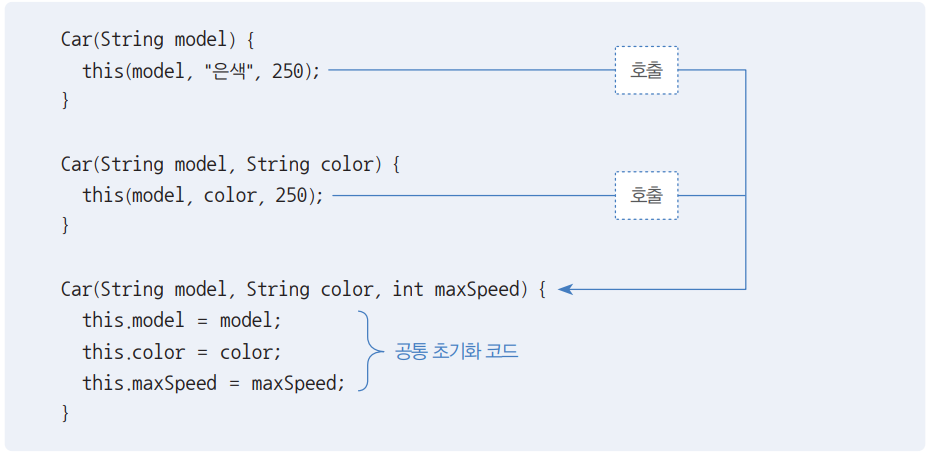 Car(String model) {
this(model, "은색", 250);
호출
}
Car(String model, String color) {
this(model, color, 250);
호출
}
Car(String model, String color, int maxSpeed) {
this.model = model;
this.color = color;
공통 초기화 코드
this.maxSpeed = maxSpeed;
}